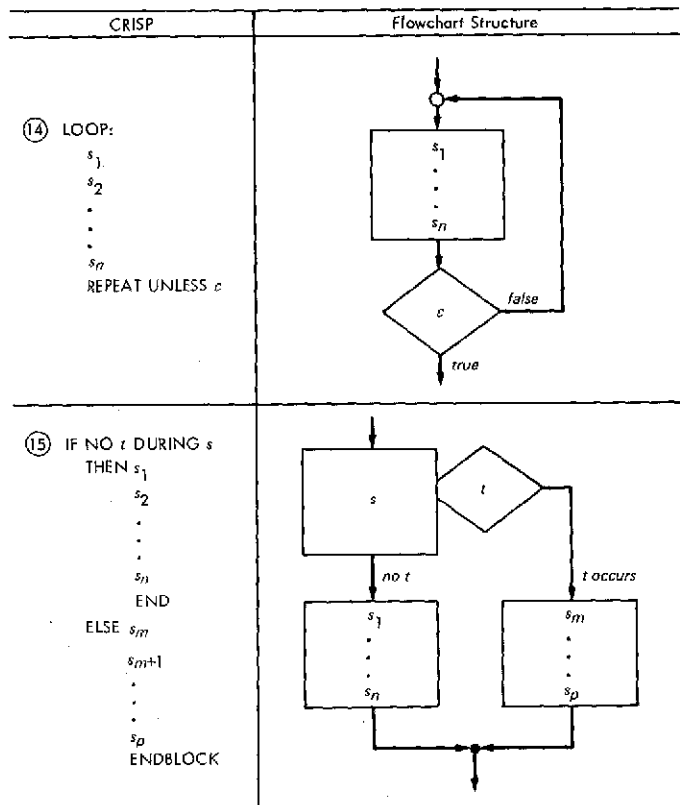 CRISP
Flowchart Structure
14 LOOP:
s1
s2
.
.
.
sn
REPEAT UNLESS c
s1
.
.
.
sn
c
false
true
15 IF NO t DURING s
THEN s1
s2
.
.
.
sn
END
ELSE sm
sm+1
.
.
.
sp
ENDBLOCK
s
t
no t
t occurs
s1
.
.
.
sn
sm
.
.
.
sp